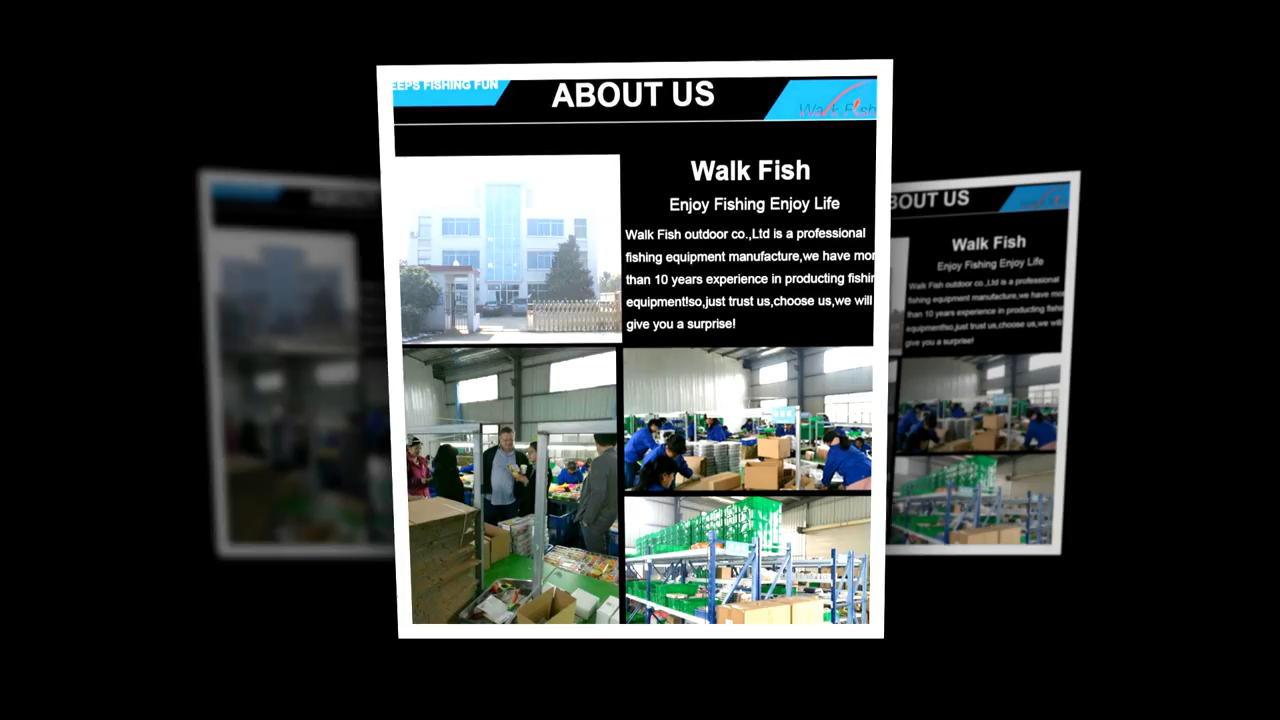 EEPS FISHING FUN
ABOUT US
Walk Fish
Walk Fish
Enjoy Fishing Enjoy Life
Walk Fish outdoor co.,Ltd is a professional
fishing equipment manufacture,we have mor
than 10 years experience in producting fishin
equipment!so,just trust us,choose us,we will
give you a surprise!
BOUT US
Walk Fish
Enjoy Fishing Enjoy Life
Walk Fish outdoor co.,Ltd is a professional
fishing equipment manufacture,we have mo
than 10 years experience in producting fishi
equipment!so,just trust us,choose us,we will
give you a surprise!